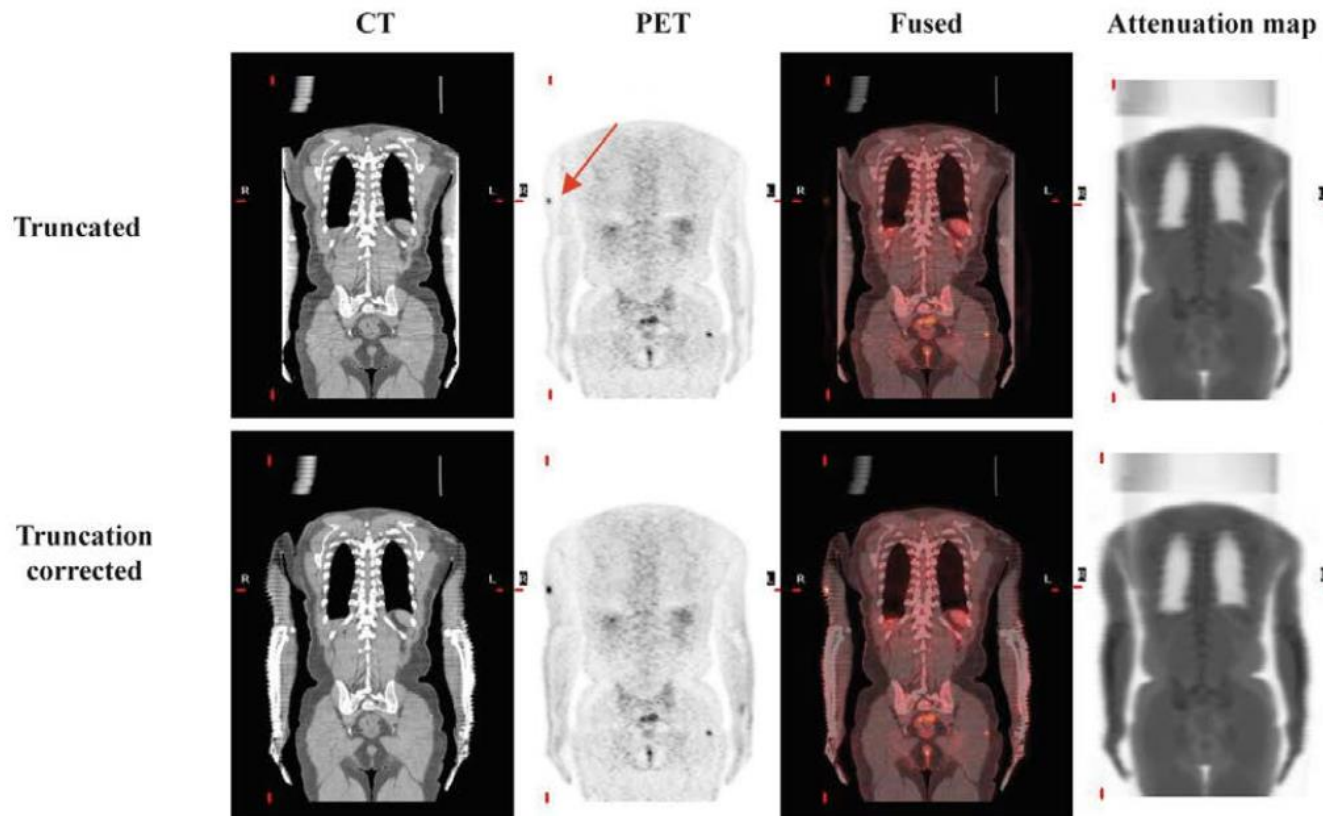 CT PET Fused Attenuation map
Truncated
R L
R L
Truncation
corrected
R L
R L